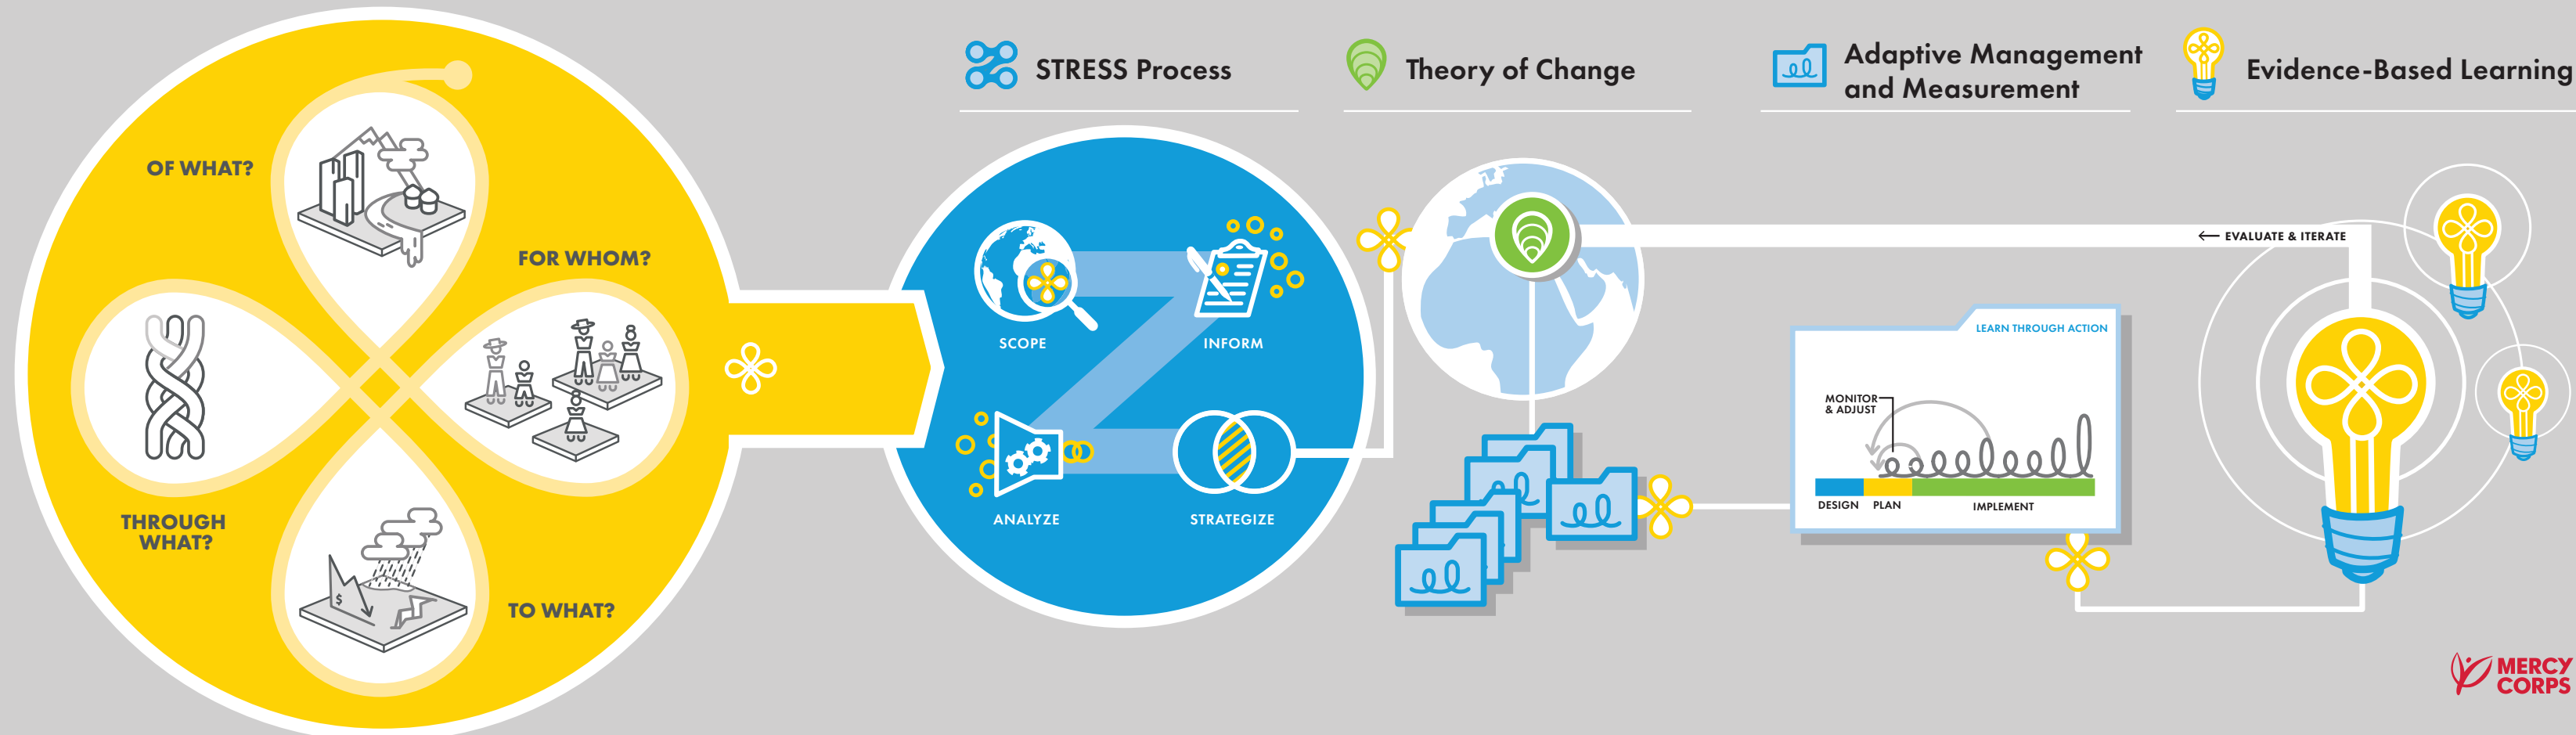 OF WHAT?
FOR WHOM?
THROUGH
WHAT?
TO WHAT?
$
STRESS Process
SCOPE
INFORM
ANALYZE
STRATEGIZE
Theory of Change
Adaptive Management
and Measurement
LEARN THROUGH ACTION
MONITOR
& ADJUST
DESIGN PLAN IMPLEMENT
Evidence-Based Learning
← EVALUATE & ITERATE
MERCY
CORPS